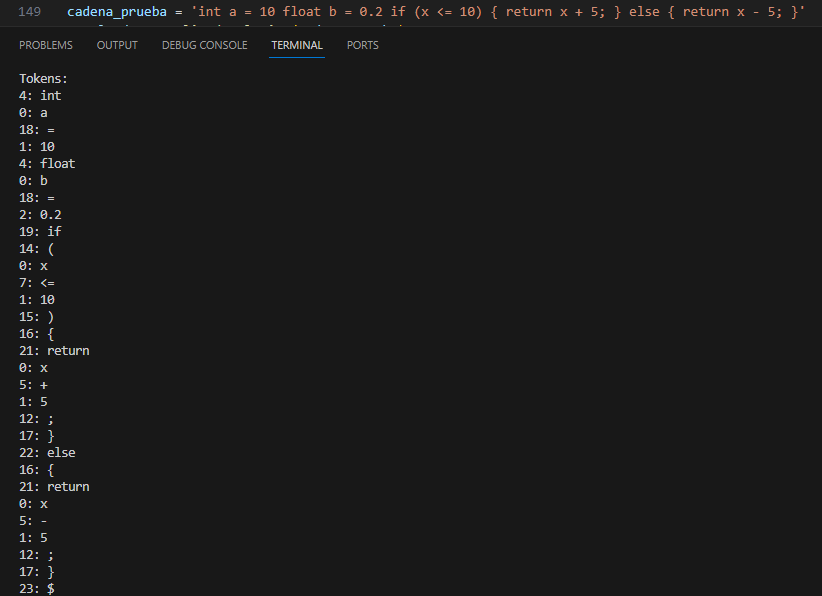 149 cadena_prueba = 'int a = 10 float b = 0.2 if (x <= 10) { return x + 5; } else { return x - 5; }'
PROBLEMS OUTPUT DEBUG CONSOLE TERMINAL PORTS
Tokens:
4: int
0: a
18: =
1: 10
4: float
0: b
18: =
2: 0.2
19: if
14: (
0: x
7: <=
1: 10
15: )
16: {
21: return
0: x
5: +
1: 5
12: ;
17: }
22: else
16: {
21: return
0: x
5: -
1: 5
12: ;
17: }
23: $